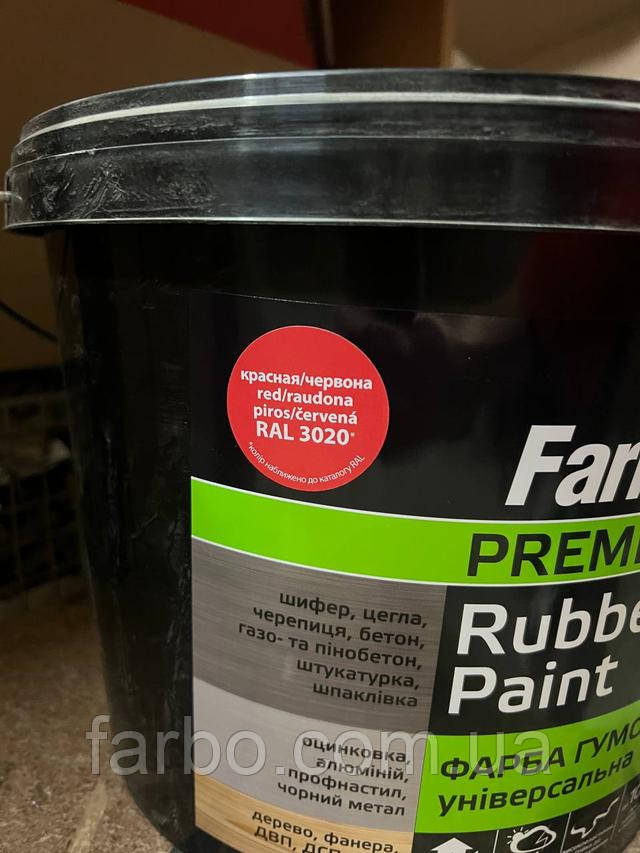 красная/червона
red/raudona
piros/červená
RAL 3020*
*колір наближено до каталогу RAL
PREMI
Rubbe
Paint
шифер, цегла,
черепиця, бетон,
газо- та пінобетон,
штукатурка,
шпаклівка
ФАРБА ГУМО
універсальна
оцинковка,
алюміній,
профнастил,
чорний метал
дерево, фанера,
ДВП, ДСП
farbo.com.ua